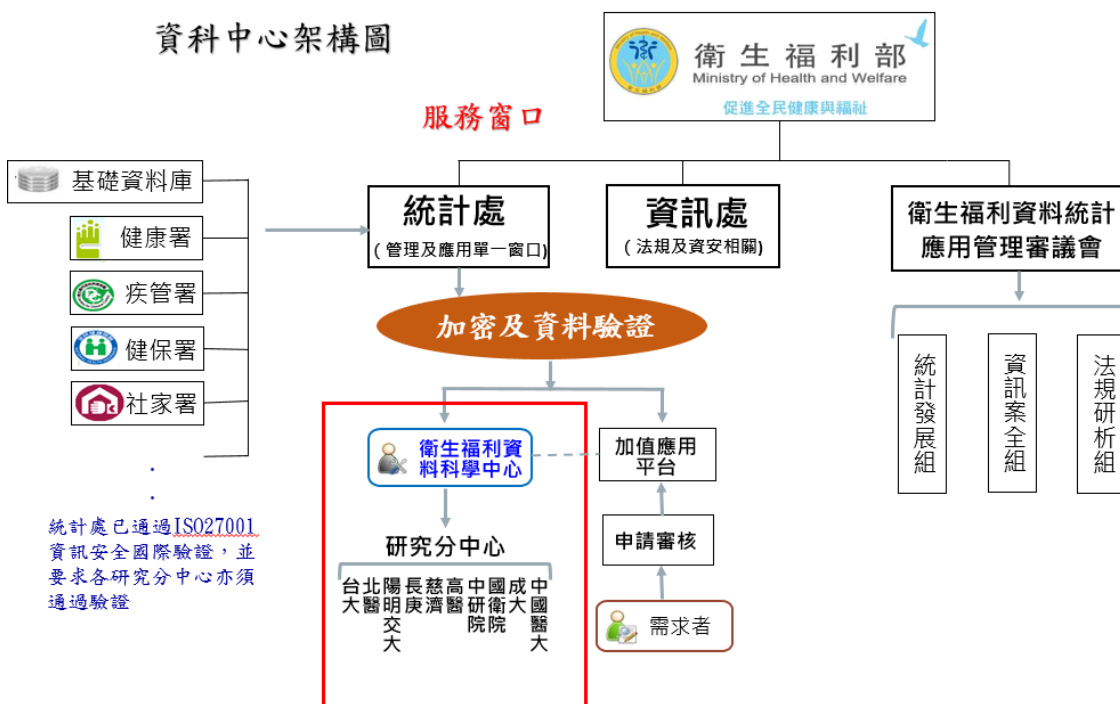 資科中心架構圖
衛生福利部
Ministry of Health and Welfare
促進全民健康與福祉
服務窗口
基礎資料庫
健康署
疾管署
健保署
社家署
.
.
統計處已通過ISO27001
資訊安全國際驗證，並
要求各研究分中心亦須
通過驗證
統計處
(管理及應用單一窗口)
資訊處
(法規及資安相關)
衛生福利資料統計
應用管理審議會
加密及資料驗證
衛生福利資
料科學中心
加值應用
平台
研究分中心
申請審核
需求者
台大
北醫
陽明交大
長庚
慈濟
高醫
中研院
國衛院
成大
中國醫大
統計發展組
資訊案全組
法規研析組